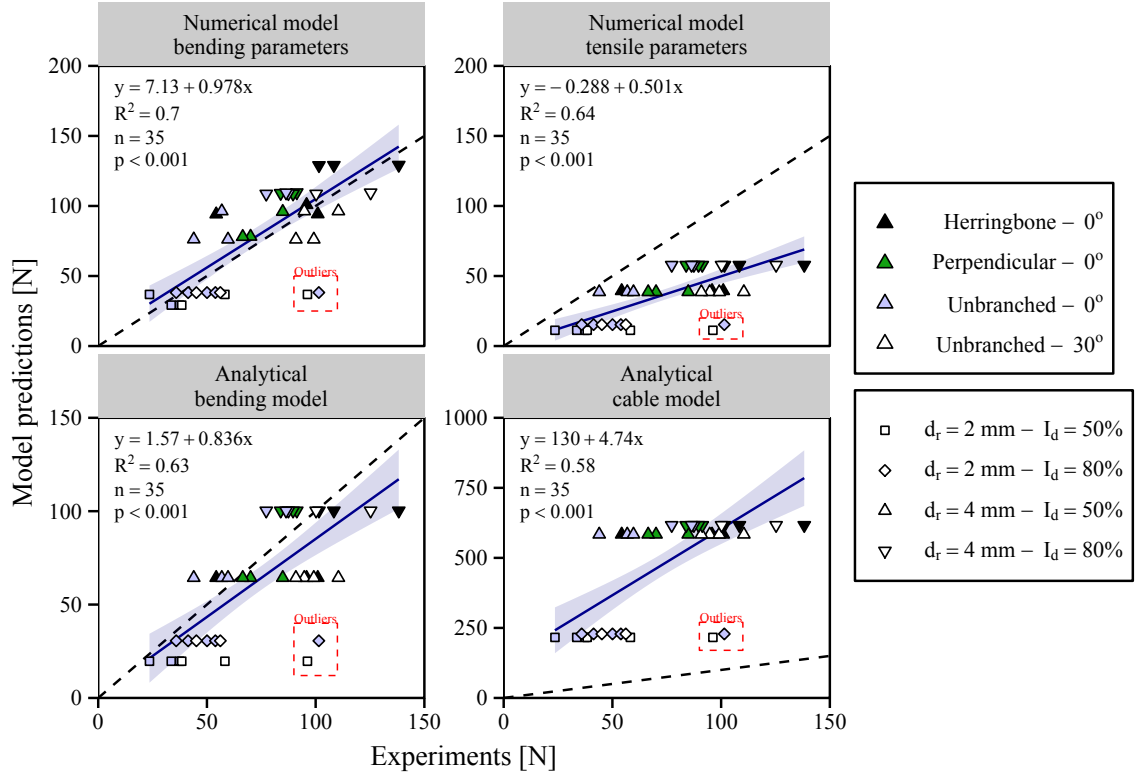 Numerical model
bending parameters
Numerical model
tensile parameters
200
150
100
50
0
y = 7.13 + 0.978x
R² = 0.7
n = 35
p < 0.001
Outliers
200
150
100
50
0
y = − 0.288 + 0.501x
R² = 0.64
n = 35
p < 0.001
Outliers
Analytical
bending model
Analytical
cable model
150
100
50
0
y = 1.57 + 0.836x
R² = 0.63
n = 35
p < 0.001
Outliers
0 50 100 150
1000
750
500
250
0
y = 130 + 4.74x
R² = 0.58
n = 35
p < 0.001
Outliers
0 50 100 150
Model predictions [N]
Experiments [N]
Herringbone – 0°
Perpendicular – 0°
Unbranched – 0°
Unbranched – 30°
dᵣ = 2 mm – I_d = 50%
dᵣ = 2 mm – I_d = 80%
dᵣ = 4 mm – I_d = 50%
dᵣ = 4 mm – I_d = 80%